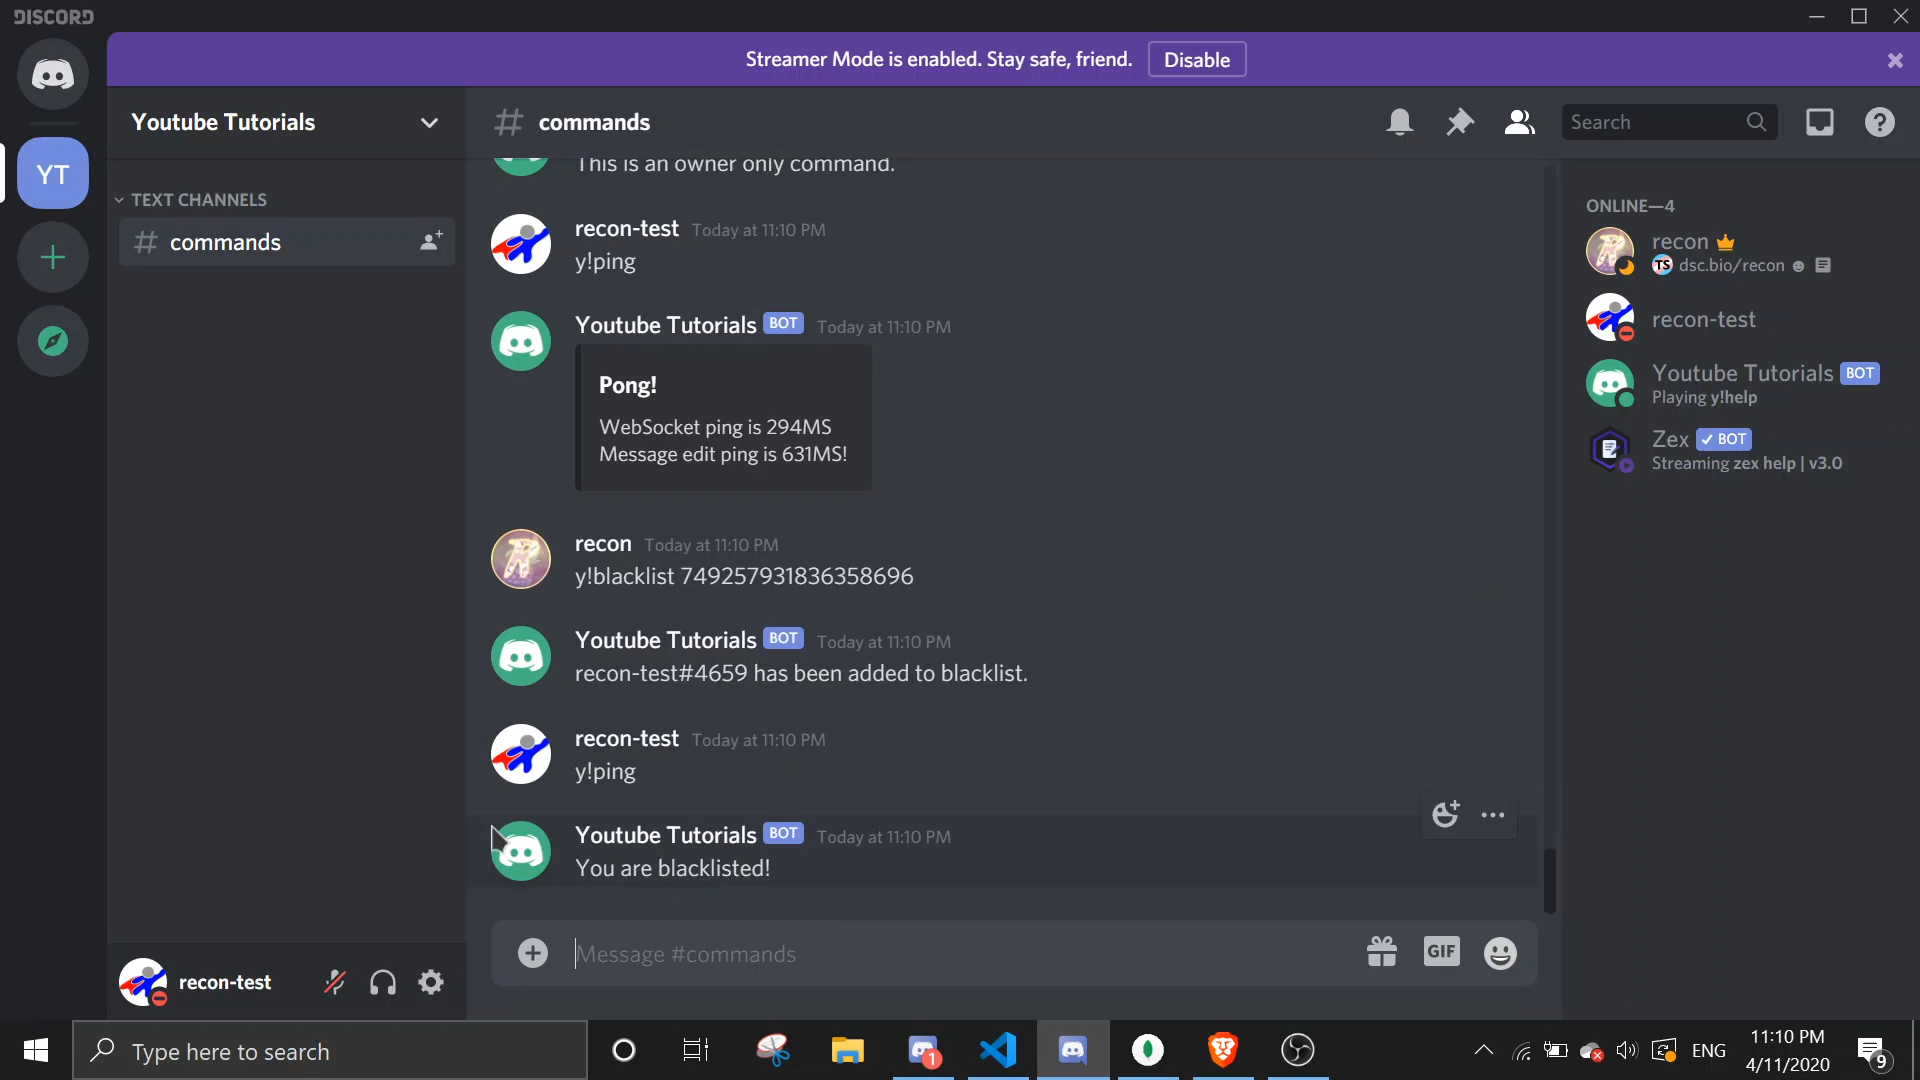 DISCORD
Streamer Mode is enabled. Stay safe, friend.
Disable
Youtube Tutorials
# commands
Search
YT
TEXT CHANNELS
# commands
This is an owner only command.
recon-test Today at 11:10 PM
y!ping
Youtube Tutorials BOT Today at 11:10 PM
Pong!
WebSocket ping is 294MS
Message edit ping is 631MS!
recon Today at 11:10 PM
y!blacklist 749257931836358696
Youtube Tutorials BOT Today at 11:10 PM
recon-test#4659 has been added to blacklist.
recon-test Today at 11:10 PM
y!ping
Youtube Tutorials BOT Today at 11:10 PM
You are blacklisted!
Message #commands
GIF
ONLINE—4
recon
TS dsc.bio/recon
recon-test
Youtube Tutorials BOT
Playing y!help
Zex ✓ BOT
Streaming zex help | v3.0
recon-test
Type here to search
1
ENG
11:10 PM
4/11/2020
9